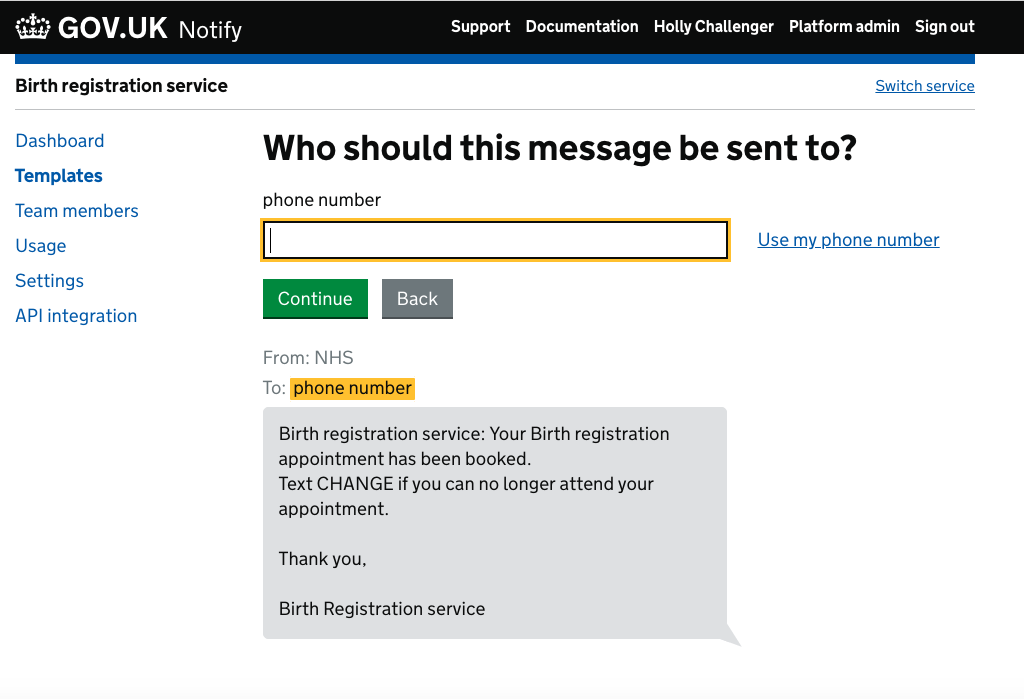 GOV.UK Notify
Support Documentation Holly Challenger Platform admin Sign out
Birth registration service
Switch service
Dashboard
Templates
Team members
Usage
Settings
API integration
Who should this message be sent to?
phone number
Use my phone number
Continue Back
From: NHS
To: phone number
Birth registration service: Your Birth registration
appointment has been booked.
Text CHANGE if you can no longer attend your
appointment.
Thank you,
Birth Registration service